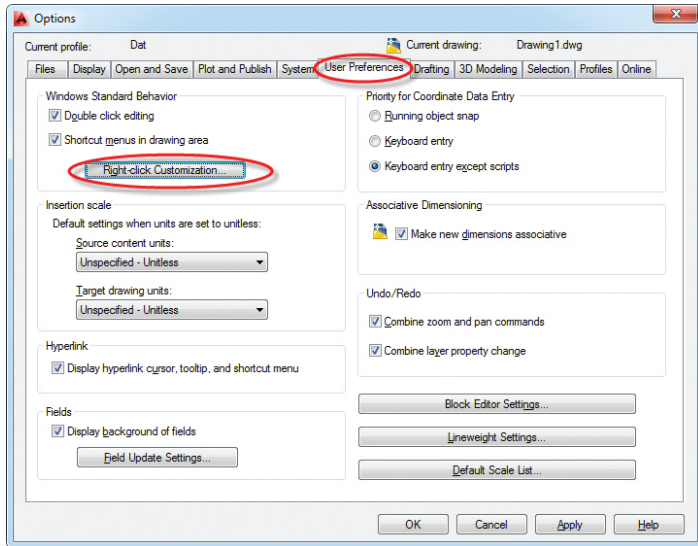 Options
Current profile: Dat Current drawing: Drawing1.dwg
Files Display Open and Save Plot and Publish System User Preferences Drafting 3D Modeling Selection Profiles Online
Windows Standard Behavior
Double click editing
Shortcut menus in drawing area
Right-click Customization...
Insertion scale
Default settings when units are set to unitless:
Source content units:
Unspecified - Unitless
Target drawing units:
Unspecified - Unitless
Hyperlink
Display hyperlink cursor, tooltip, and shortcut menu
Fields
Display background of fields
Field Update Settings...
Priority for Coordinate Data Entry
Running object snap
Keyboard entry
Keyboard entry except scripts
Associative Dimensioning
Make new dimensions associative
Undo/Redo
Combine zoom and pan commands
Combine layer property change
Block Editor Settings...
Lineweight Settings...
Default Scale List...
OK Cancel Apply Help